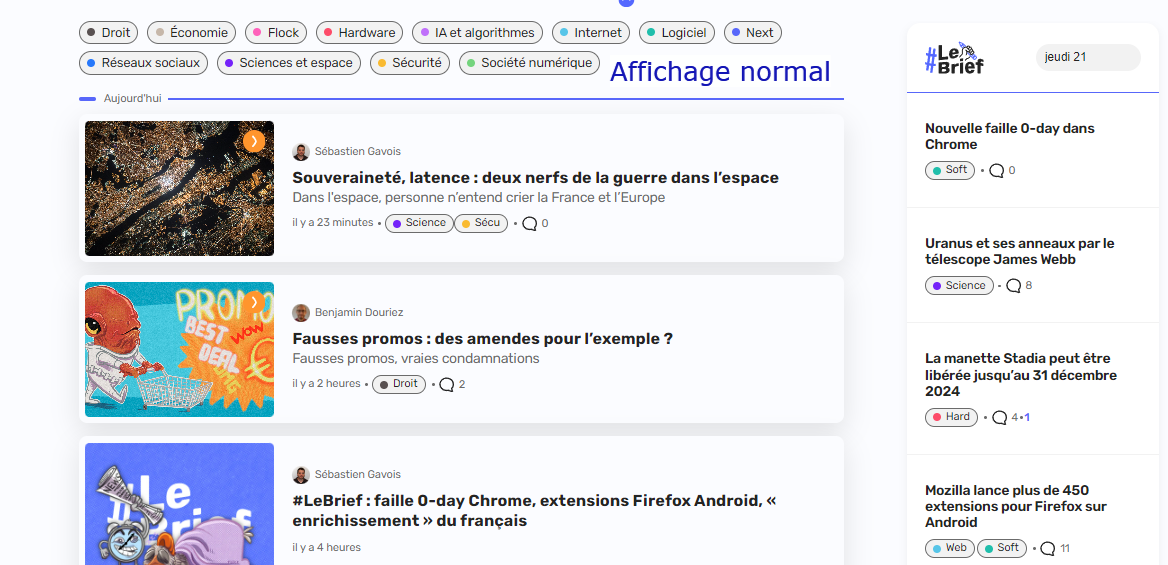 Droit Économie Flock Hardware IA et algorithmes Internet Logiciel Next
Réseaux sociaux Sciences et espace Sécurité Société numérique
Affichage normal
Aujourd'hui
Sébastien Gavois
Souveraineté, latence : deux nerfs de la guerre dans l’espace
Dans l'espace, personne n’entend crier la France et l’Europe
il y a 23 minutes • Science Sécu • 0
PROMO
BEST
DEAL
WOW
€
Benjamin Douriez
Fausses promos : des amendes pour l’exemple ?
Fausses promos, vraies condamnations
il y a 2 heures • Droit • 2
#Le
Brief
Sébastien Gavois
#LeBrief : faille 0-day Chrome, extensions Firefox Android, «
enrichissement » du français
il y a 4 heures
#Le
Brief
jeudi 21
Nouvelle faille 0-day dans
Chrome
Soft • 0
Uranus et ses anneaux par le
télescope James Webb
Science • 8
La manette Stadia peut être
libérée jusqu’au 31 décembre
2024
Hard • 4•1
Mozilla lance plus de 450
extensions pour Firefox sur
Android
Web Soft • 11